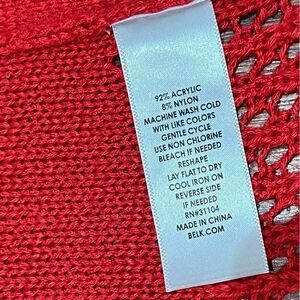 92% ACRYLIC
8% NYLON
MACHINE WASH COLD
WITH LIKE COLORS
GENTLE CYCLE
USE NON CHLORINE
BLEACH IF NEEDED
RESHAPE
LAY FLAT TO DRY
COOL IRON ON
REVERSE SIDE
IF NEEDED
RN#31104
MADE IN CHINA
BELK.COM